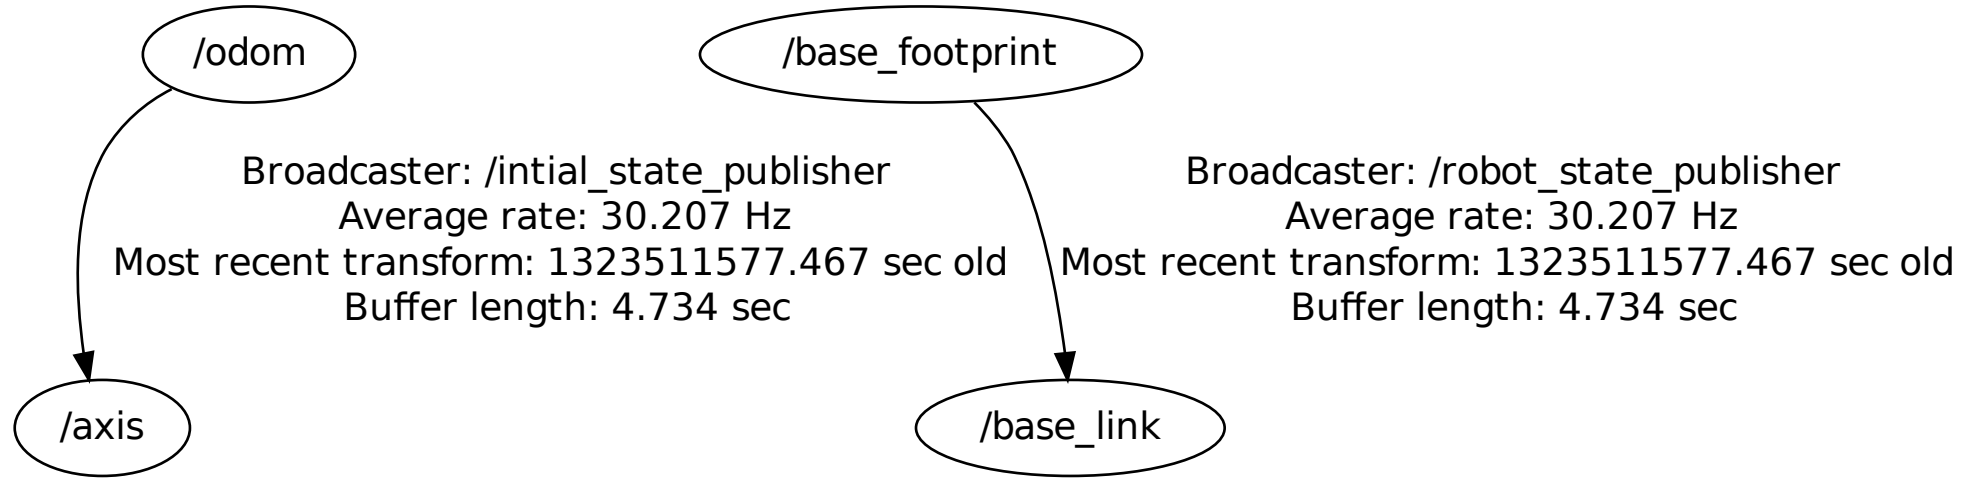 /odom
/base_footprint
Broadcaster: /intial_state_publisher
Average rate: 30.207 Hz
Most recent transform: 1323511577.467 sec old
Buffer length: 4.734 sec
Broadcaster: /robot_state_publisher
Average rate: 30.207 Hz
Most recent transform: 1323511577.467 sec old
Buffer length: 4.734 sec
/axis
/base_link